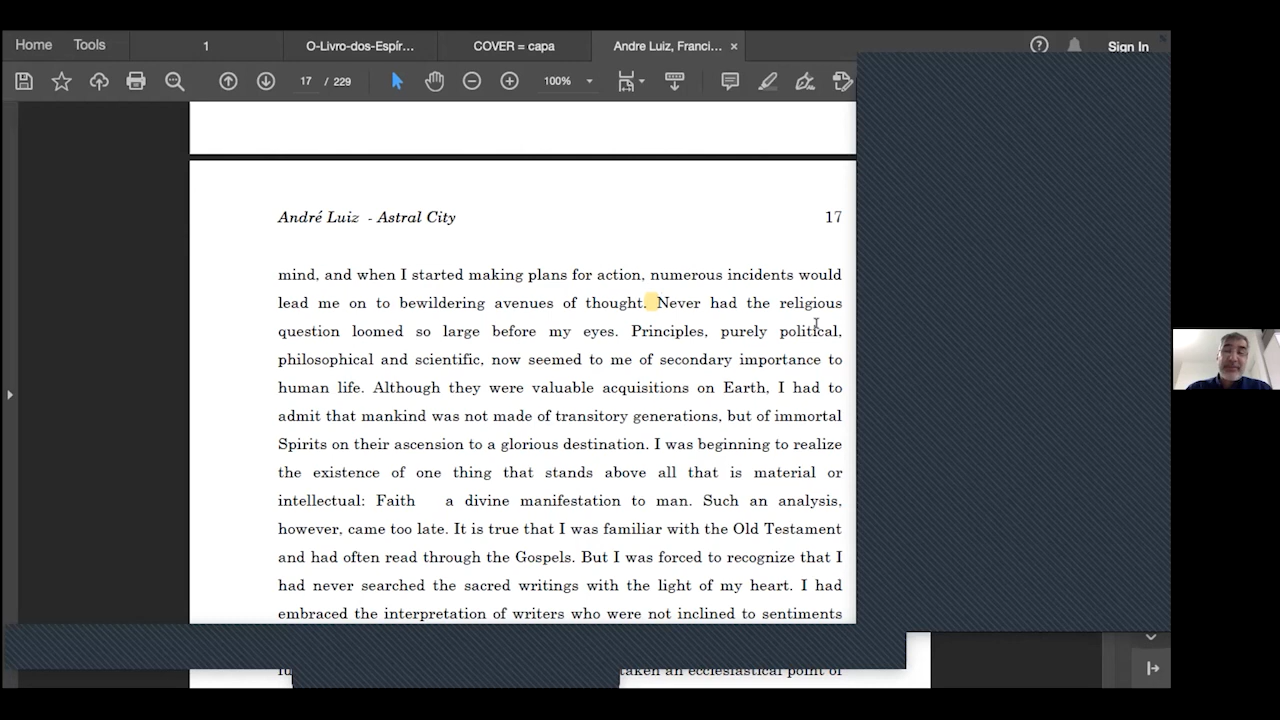 Home Tools 1 O-Livro-dos-Espír... COVER = capa Andre Luiz, Franci... × Sign In
17 / 229 100%
André Luiz - Astral City 17
mind, and when I started making plans for action, numerous incidents would
lead me on to bewildering avenues of thought. Never had the religious
question loomed so large before my eyes. Principles, purely political,
philosophical and scientific, now seemed to me of secondary importance to
human life. Although they were valuable acquisitions on Earth, I had to
admit that mankind was not made of transitory generations, but of immortal
Spirits on their ascension to a glorious destination. I was beginning to realize
the existence of one thing that stands above all that is material or
intellectual: Faith a divine manifestation to man. Such an analysis,
however, came too late. It is true that I was familiar with the Old Testament
and had often read through the Gospels. But I was forced to recognize that I
had never searched the sacred writings with the light of my heart. I had
embraced the interpretation of writers who were not inclined to sentiments
taken an ecclesiastical point of